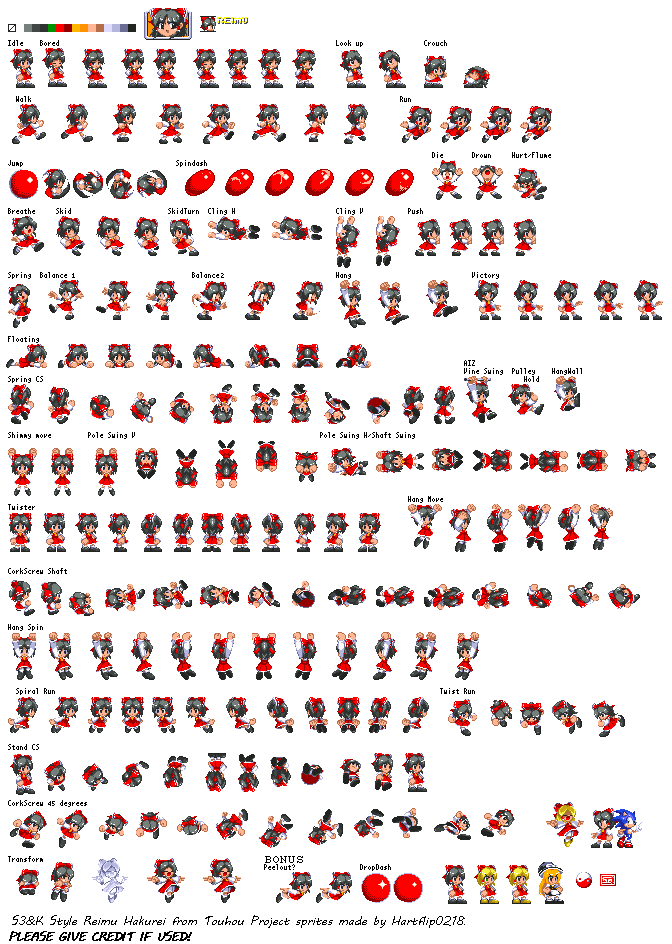 REIMU
Idle Bored Look up Crouch
Walk Run
Jump Spindash Die Drown Hurt/Flume
Breathe Skid SkidTurn Cling H Cling V Push
Spring Balance 1 Balance2 Hang Victory
Floating
Spring CS AIZ Vine Swing Pulley Hold HangWall
Shimmy move Pole Swing V Pole Swing H/Shaft Swing
Twister Hang Move
CorkScrew Shaft
Hang Spin
Spiral Run Twist Run
Stand CS
CorkScrew 45 degrees
Transform BONUS
Peelout? DropDash
S3&K Style Reimu Hakurei from Touhou Project sprites made by Hartflip0218.
PLEASE GIVE CREDIT IF USED!